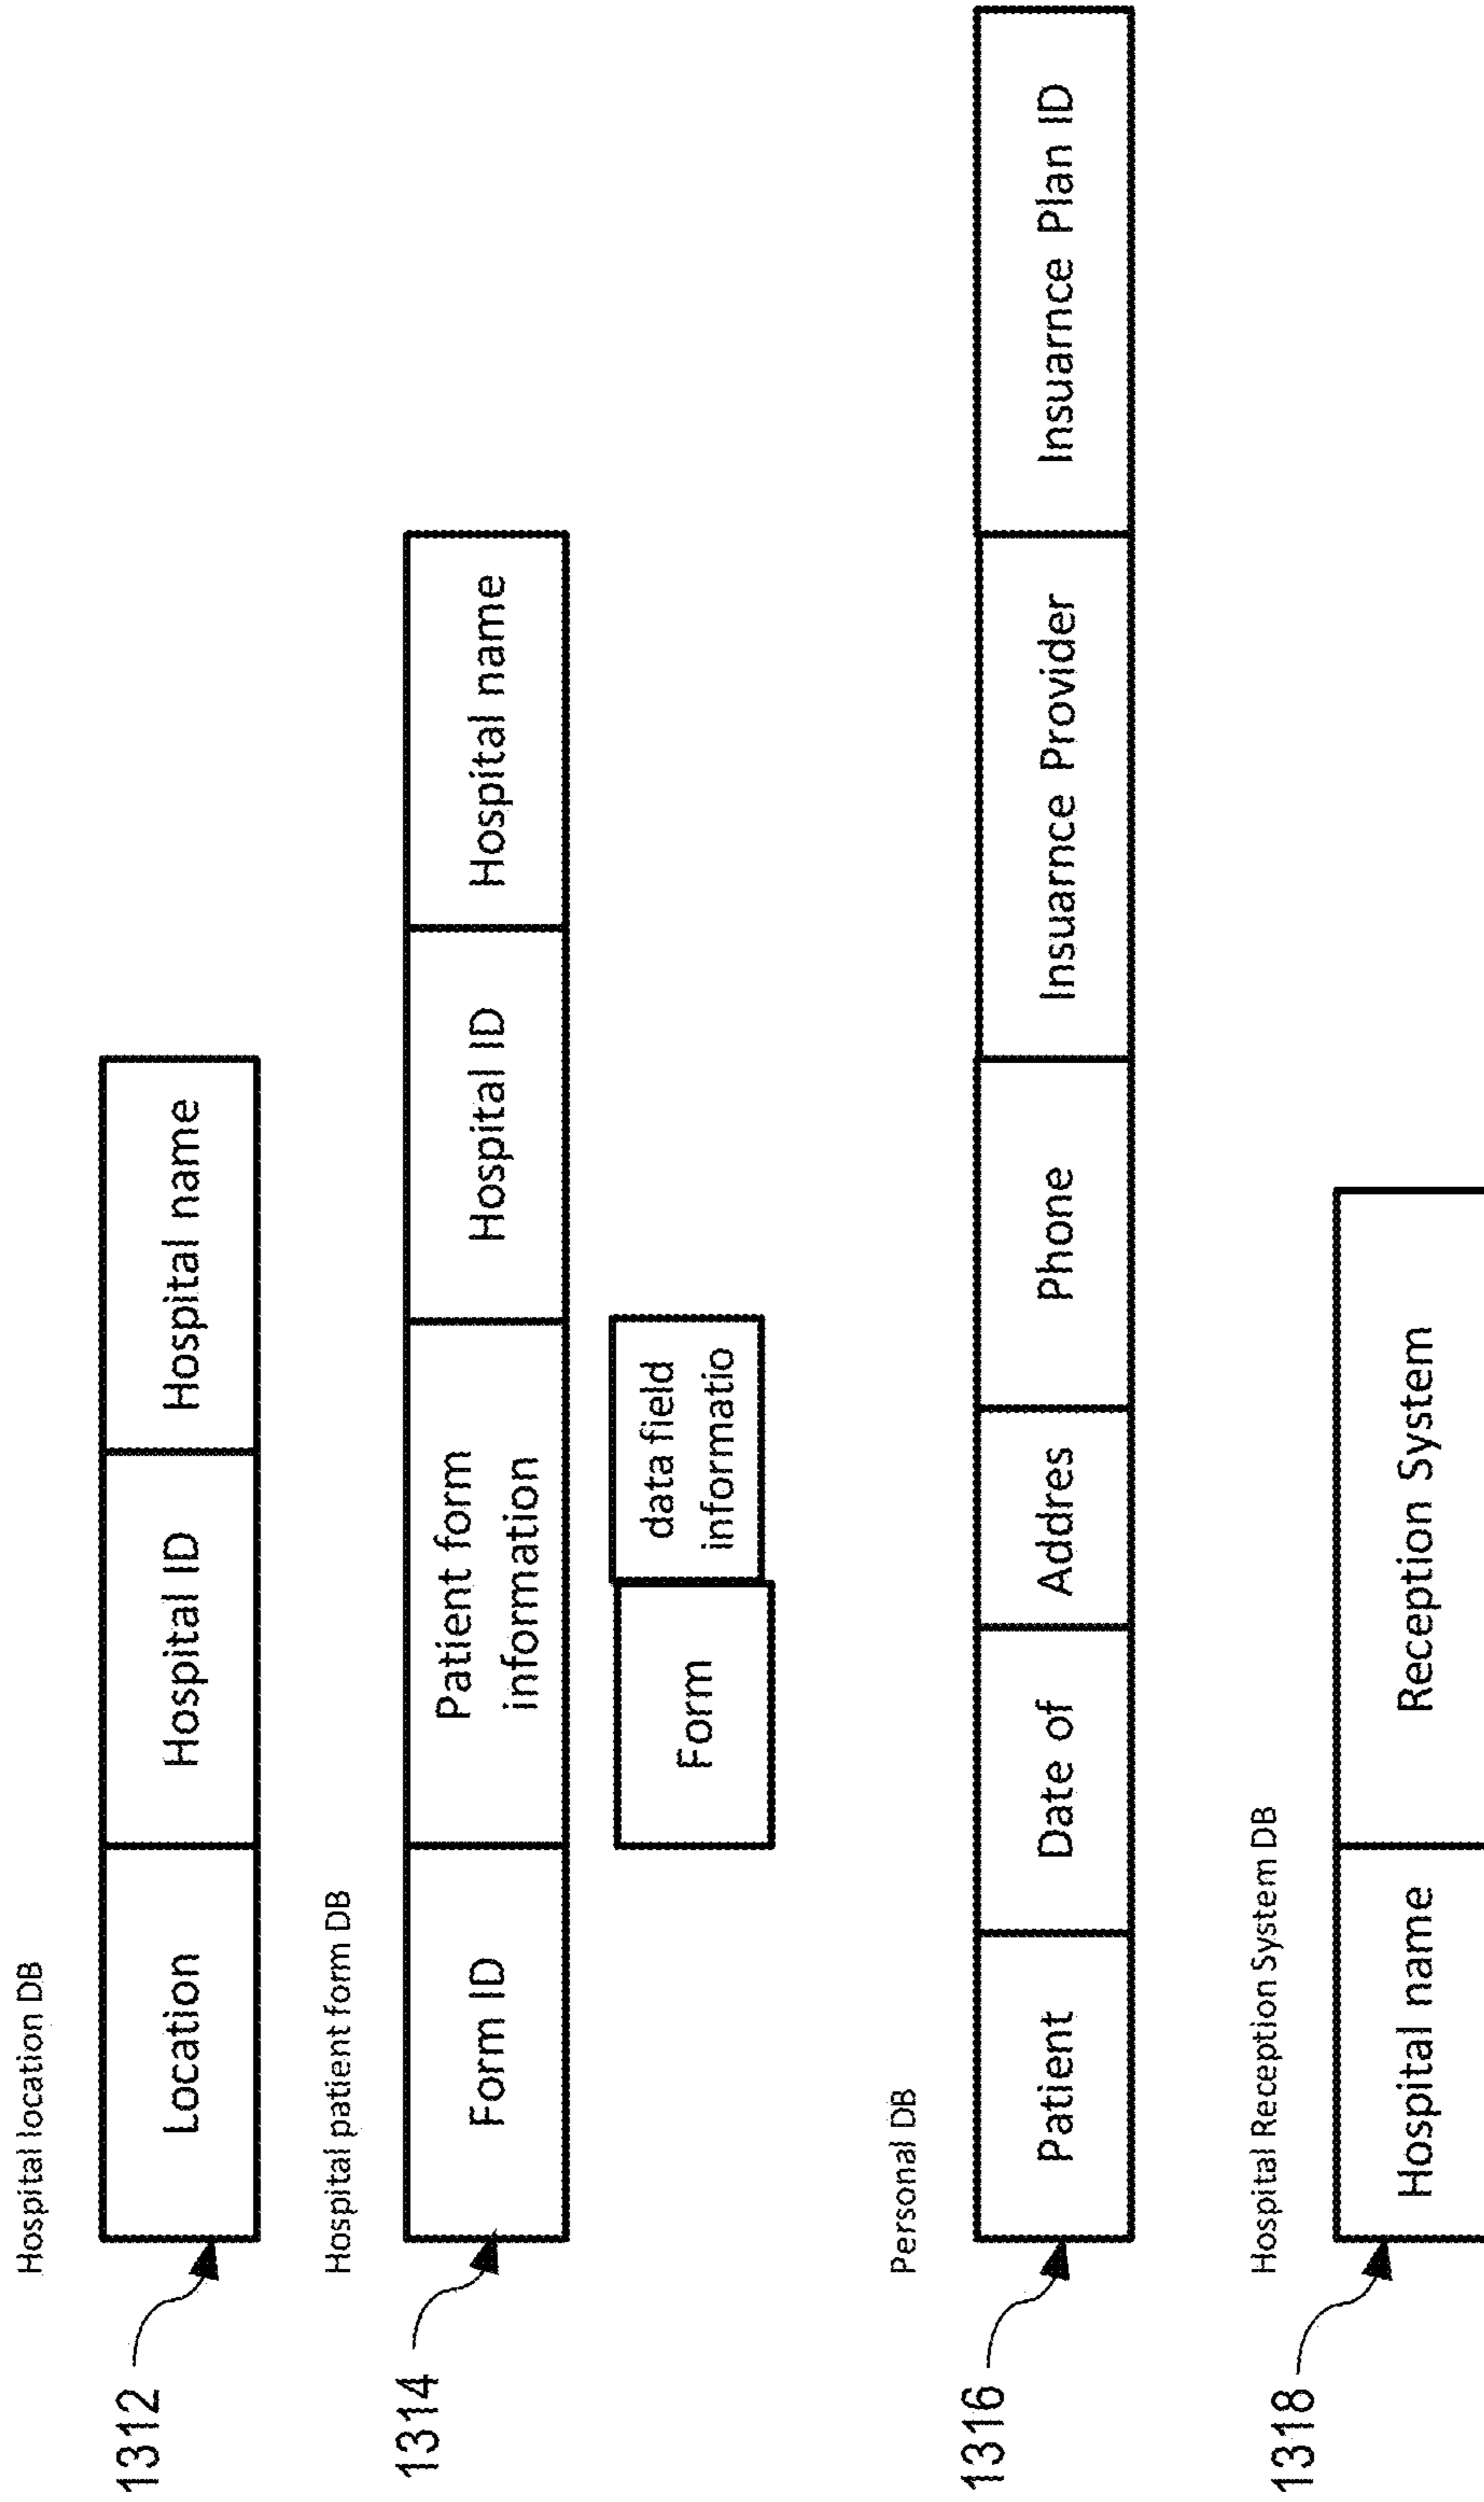 Hospital location DB
1312
Location
Hospital ID
Hospital name
Hospital patient form DB
1314
Form ID
Patient form
information
Hospital ID
Hospital name
Form
data field
informatio
Personal DB
1316
Patient
Date of
Addres
Phone
Insuarnce Provider
Insuarnce Plan ID
Hospital Reception System DB
1318
Hospital name
Reception System